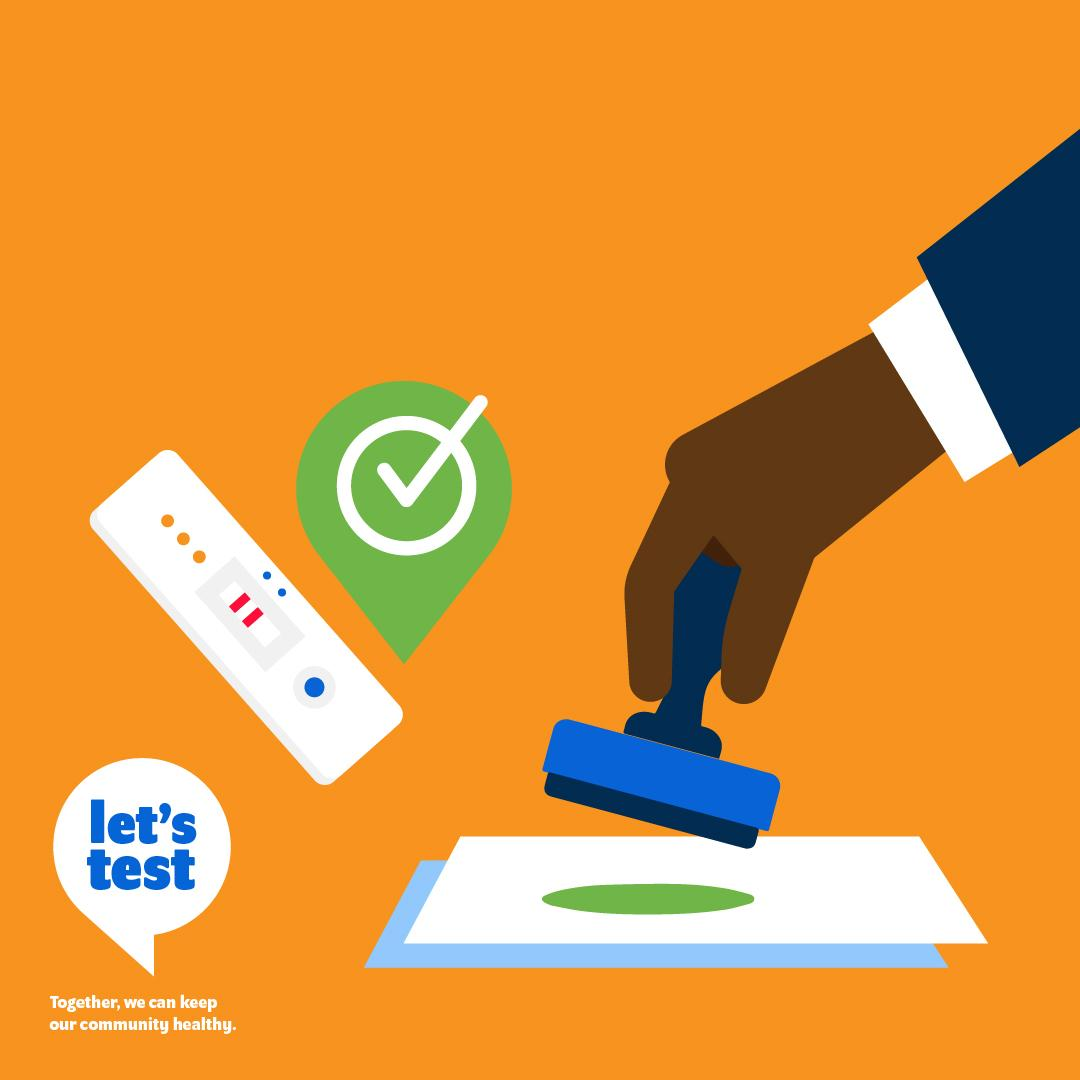 let's
test
Together, we can keep
our community healthy.